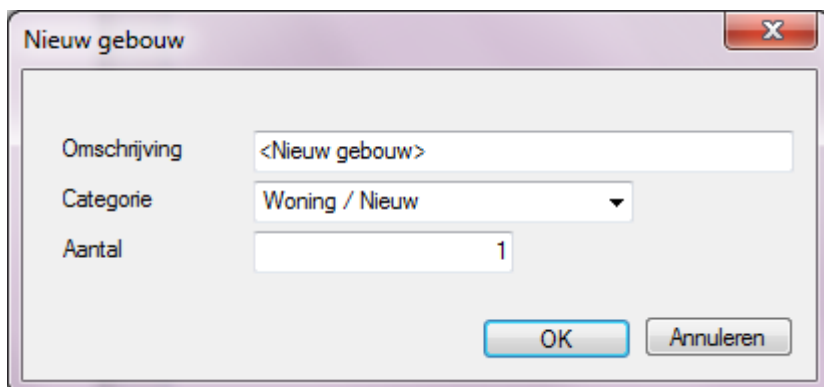 Nieuw gebouw
Omschrijving <Nieuw gebouw>
Categorie Woning / Nieuw
Aantal 1
OK Annuleren